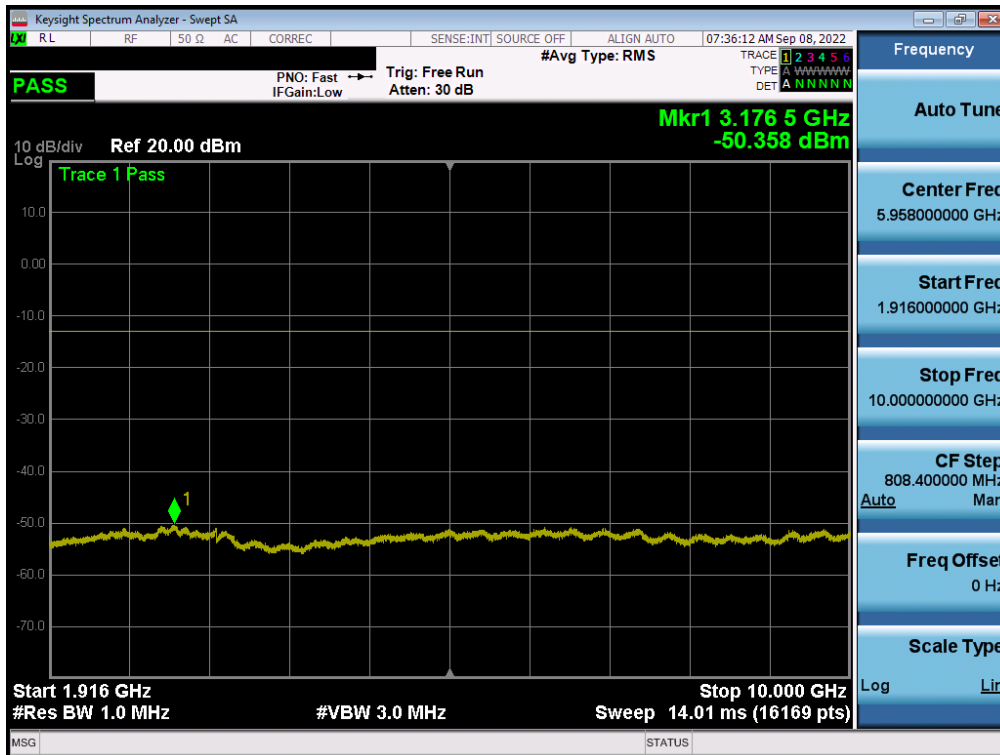 Keysight Spectrum Analyzer - Swept SA
LXI RL RF 50 Ω AC CORREC SENSE:INT SOURCE OFF ALIGN AUTO 07:36:12 AM Sep 08, 2022
#Avg Type: RMS
TRACE 1 2 3 4 5 6
TYPE A WWWWW
DET A N N N N N
PASS
PNO: Fast
IFGain:Low
Trig: Free Run
Atten: 30 dB
Mkr1 3.176 5 GHz
-50.358 dBm
10 dB/div Ref 20.00 dBm
Log
Trace 1 Pass
10.0
0.00
-10.0
-20.0
-30.0
-40.0
1
-50.0
-60.0
-70.0
Start 1.916 GHz Stop 10.000 GHz
#Res BW 1.0 MHz #VBW 3.0 MHz Sweep 14.01 ms (16169 pts)
MSG STATUS
Frequency
Auto Tune
Center Freq
5.958000000 GHz
Start Freq
1.916000000 GHz
Stop Freq
10.000000000 GHz
CF Step
808.400000 MHz
Auto Man
Freq Offset
0 Hz
Scale Type
Log Lin